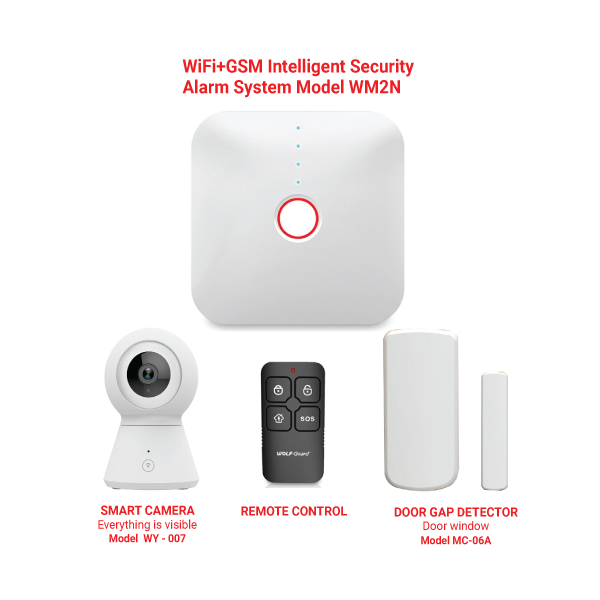 WiFi+GSM Intelligent Security
Alarm System Model WM2N
SOS
WOLF-Guard
SMART CAMERA
Everything is visible
Model WY - 007
REMOTE CONTROL
DOOR GAP DETECTOR
Door window
Model MC-06A